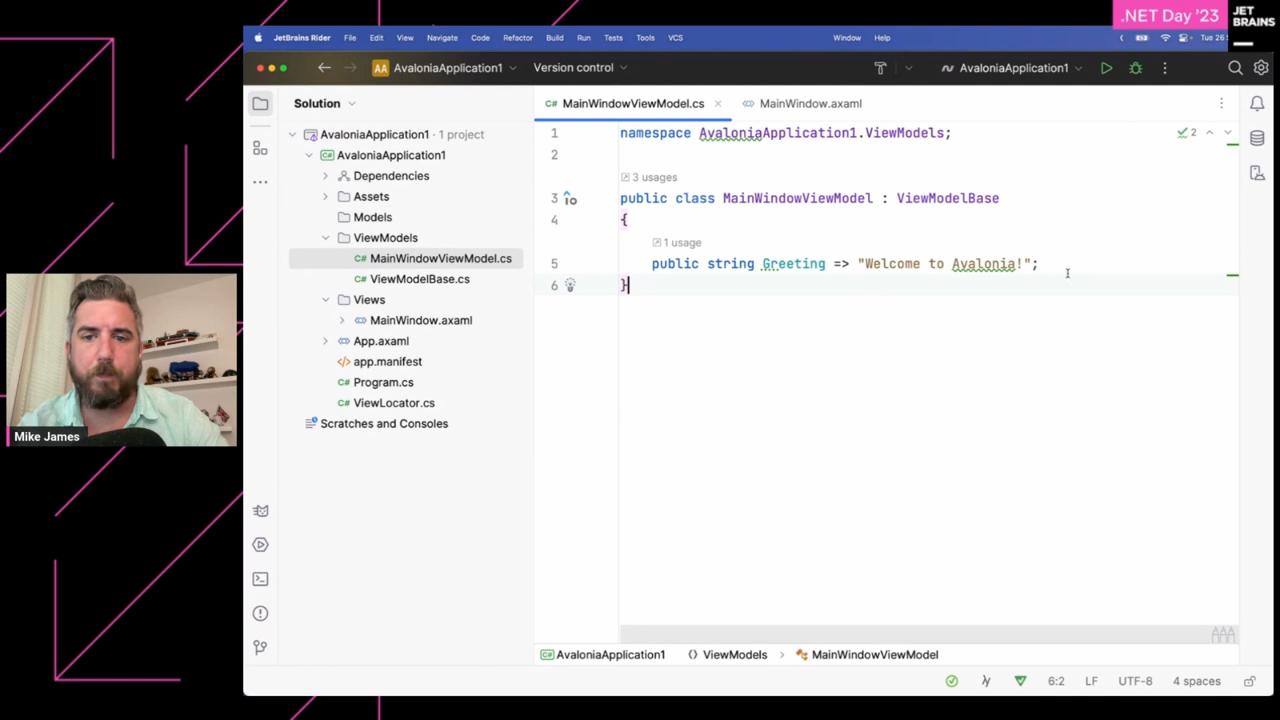 .NET Day '23
JET
BRAINS
JetBrains Rider File Edit View Navigate Code Refactor Build Run Tests Tools VCS Window Help Tue 26
AA AvaloniaApplication1 Version control AvaloniaApplication1
Solution
C# MainWindowViewModel.cs MainWindow.axaml
AvaloniaApplication1 · 1 project
C# AvaloniaApplication1
Dependencies
Assets
Models
ViewModels
C# MainWindowViewModel.cs
C# ViewModelBase.cs
Views
MainWindow.axaml
App.axaml
app.manifest
C# Program.cs
C# ViewLocator.cs
Scratches and Consoles
1 namespace AvaloniaApplication1.ViewModels; 2
2
3 usages
3 public class MainWindowViewModel : ViewModelBase
4 {
1 usage
5 public string Greeting => "Welcome to Avalonia!";
6 }
Mike James
C# AvaloniaApplication1 ViewModels MainWindowViewModel
6:2 LF UTF-8 4 spaces